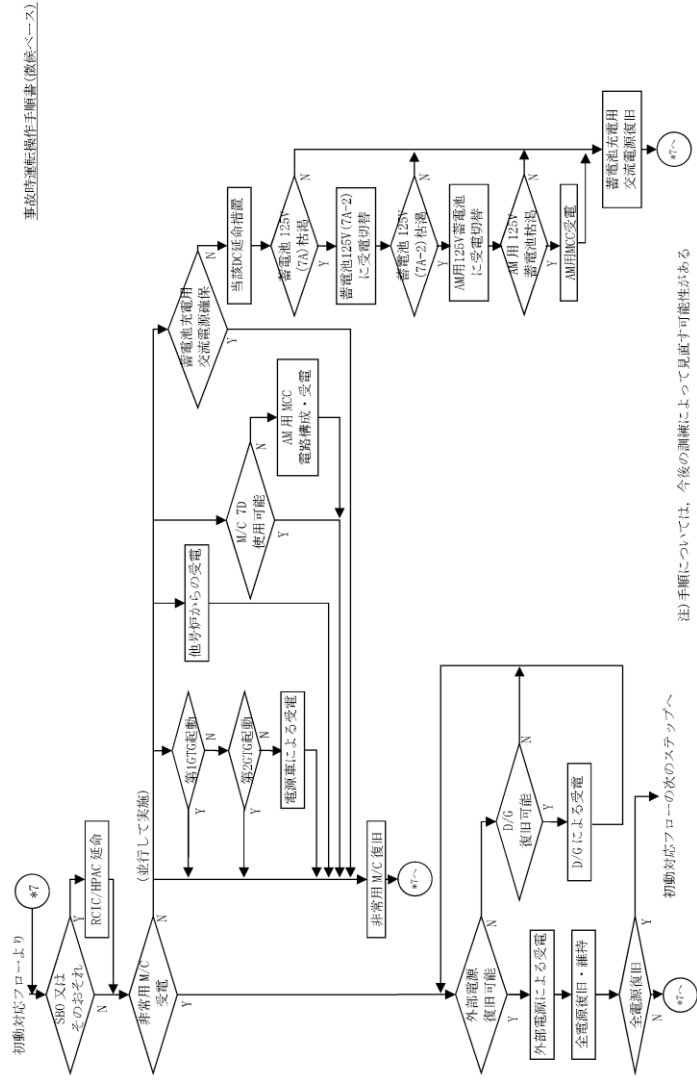 事故時運転操作手順書(徴候ベース)
初動対応フローより
*7
SBO 又は
そのおそれ
Y
N
RCIC/HPAC 延命
非常用 M/C
受電
N
Y
(並行して実施)
第1GTG起動
Y
N
第2GTG起動
Y
N
電源車による受電
他号炉からの受電
M/C 7D
使用可能
N
Y
AM 用 MCC
電路構成・受電
蓄電池充電用
交流電源確保
N
Y
当該DC延命措置
蓄電池 125V
(7A)枯渇
N
Y
蓄電池125V(7A-2)
に受電切替
蓄電池 125V
(7A-2)枯渇
N
Y
AM用125V蓄電池
に受電切替
AM 用 125V
蓄電池枯渇
N
Y
AM用MCC受電
蓄電池充電用
交流電源復旧
*7へ
非常用 M/C 復旧
*7へ
外部電源
復旧可能
N
Y
D/G
復旧可能
N
Y
D/G による受電
外部電源による受電
全電源復旧・維持
全電源復旧
Y
N
*7へ
初動対応フローの次のステップへ
注)手順については，今後の訓練によって見直す可能性がある